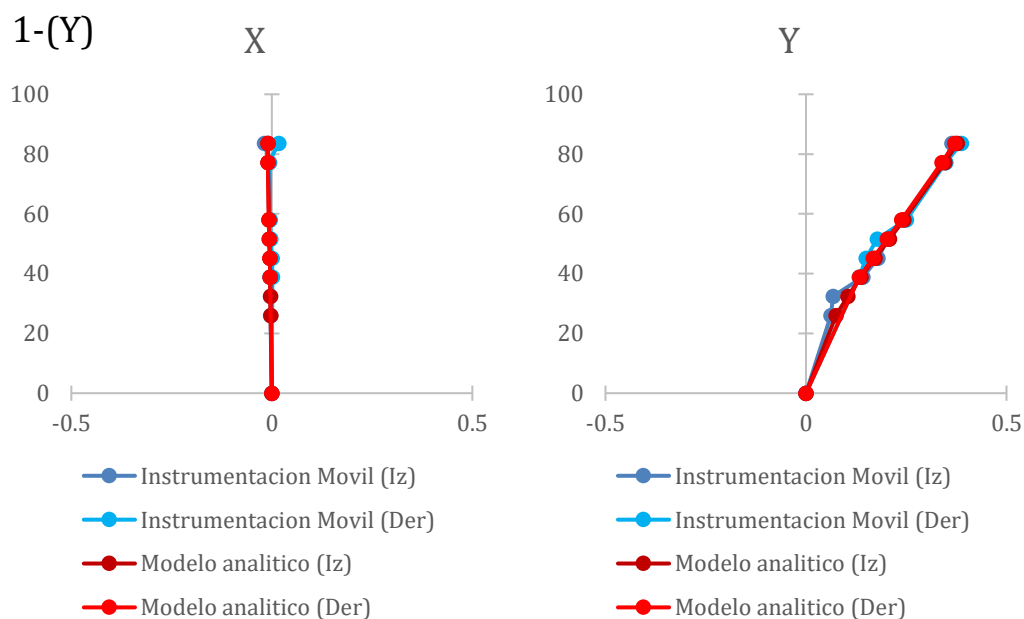 1-(Y)
X
100
80
60
40
20
0
-0.5
0
0.5
Instrumentacion Movil (Iz)
Instrumentacion Movil (Der)
Modelo analitico (Iz)
Modelo analitico (Der)
Y
100
80
60
40
20
0
-0.5
0
0.5
Instrumentacion Movil (Iz)
Instrumentacion Movil (Der)
Modelo analitico (Iz)
Modelo analitico (Der)